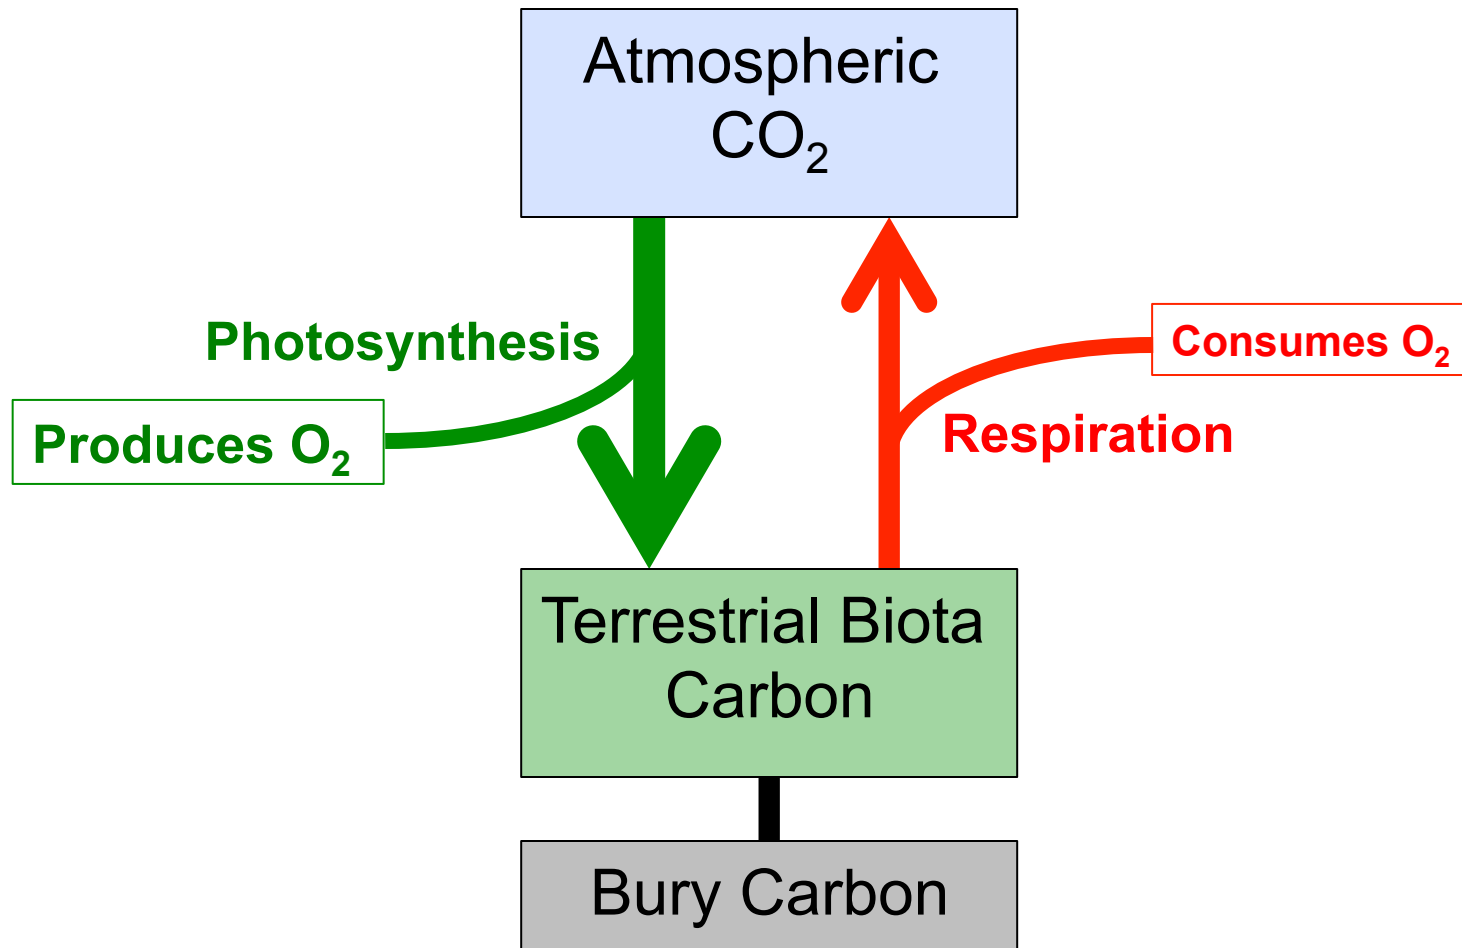 Atmospheric
CO₂
Photosynthesis
Consumes O₂
Produces O₂
Respiration
Terrestrial Biota
Carbon
Bury Carbon